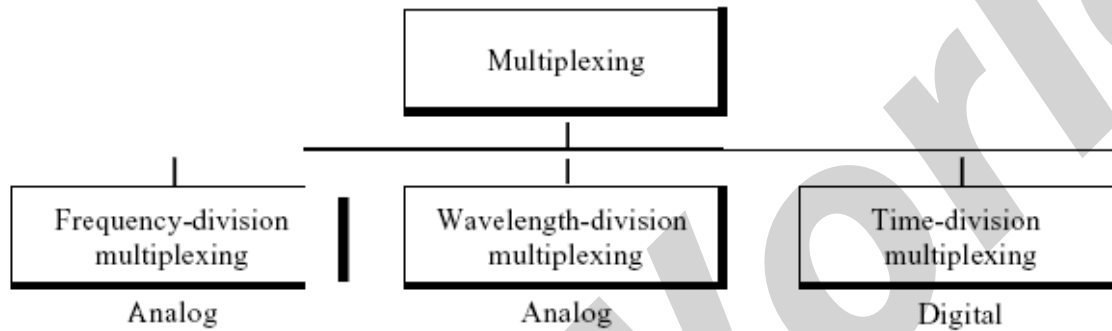 Multiplexing
Frequency-division
multiplexing
Wavelength-division
multiplexing
Time-division
multiplexing
Analog
Analog
Digital